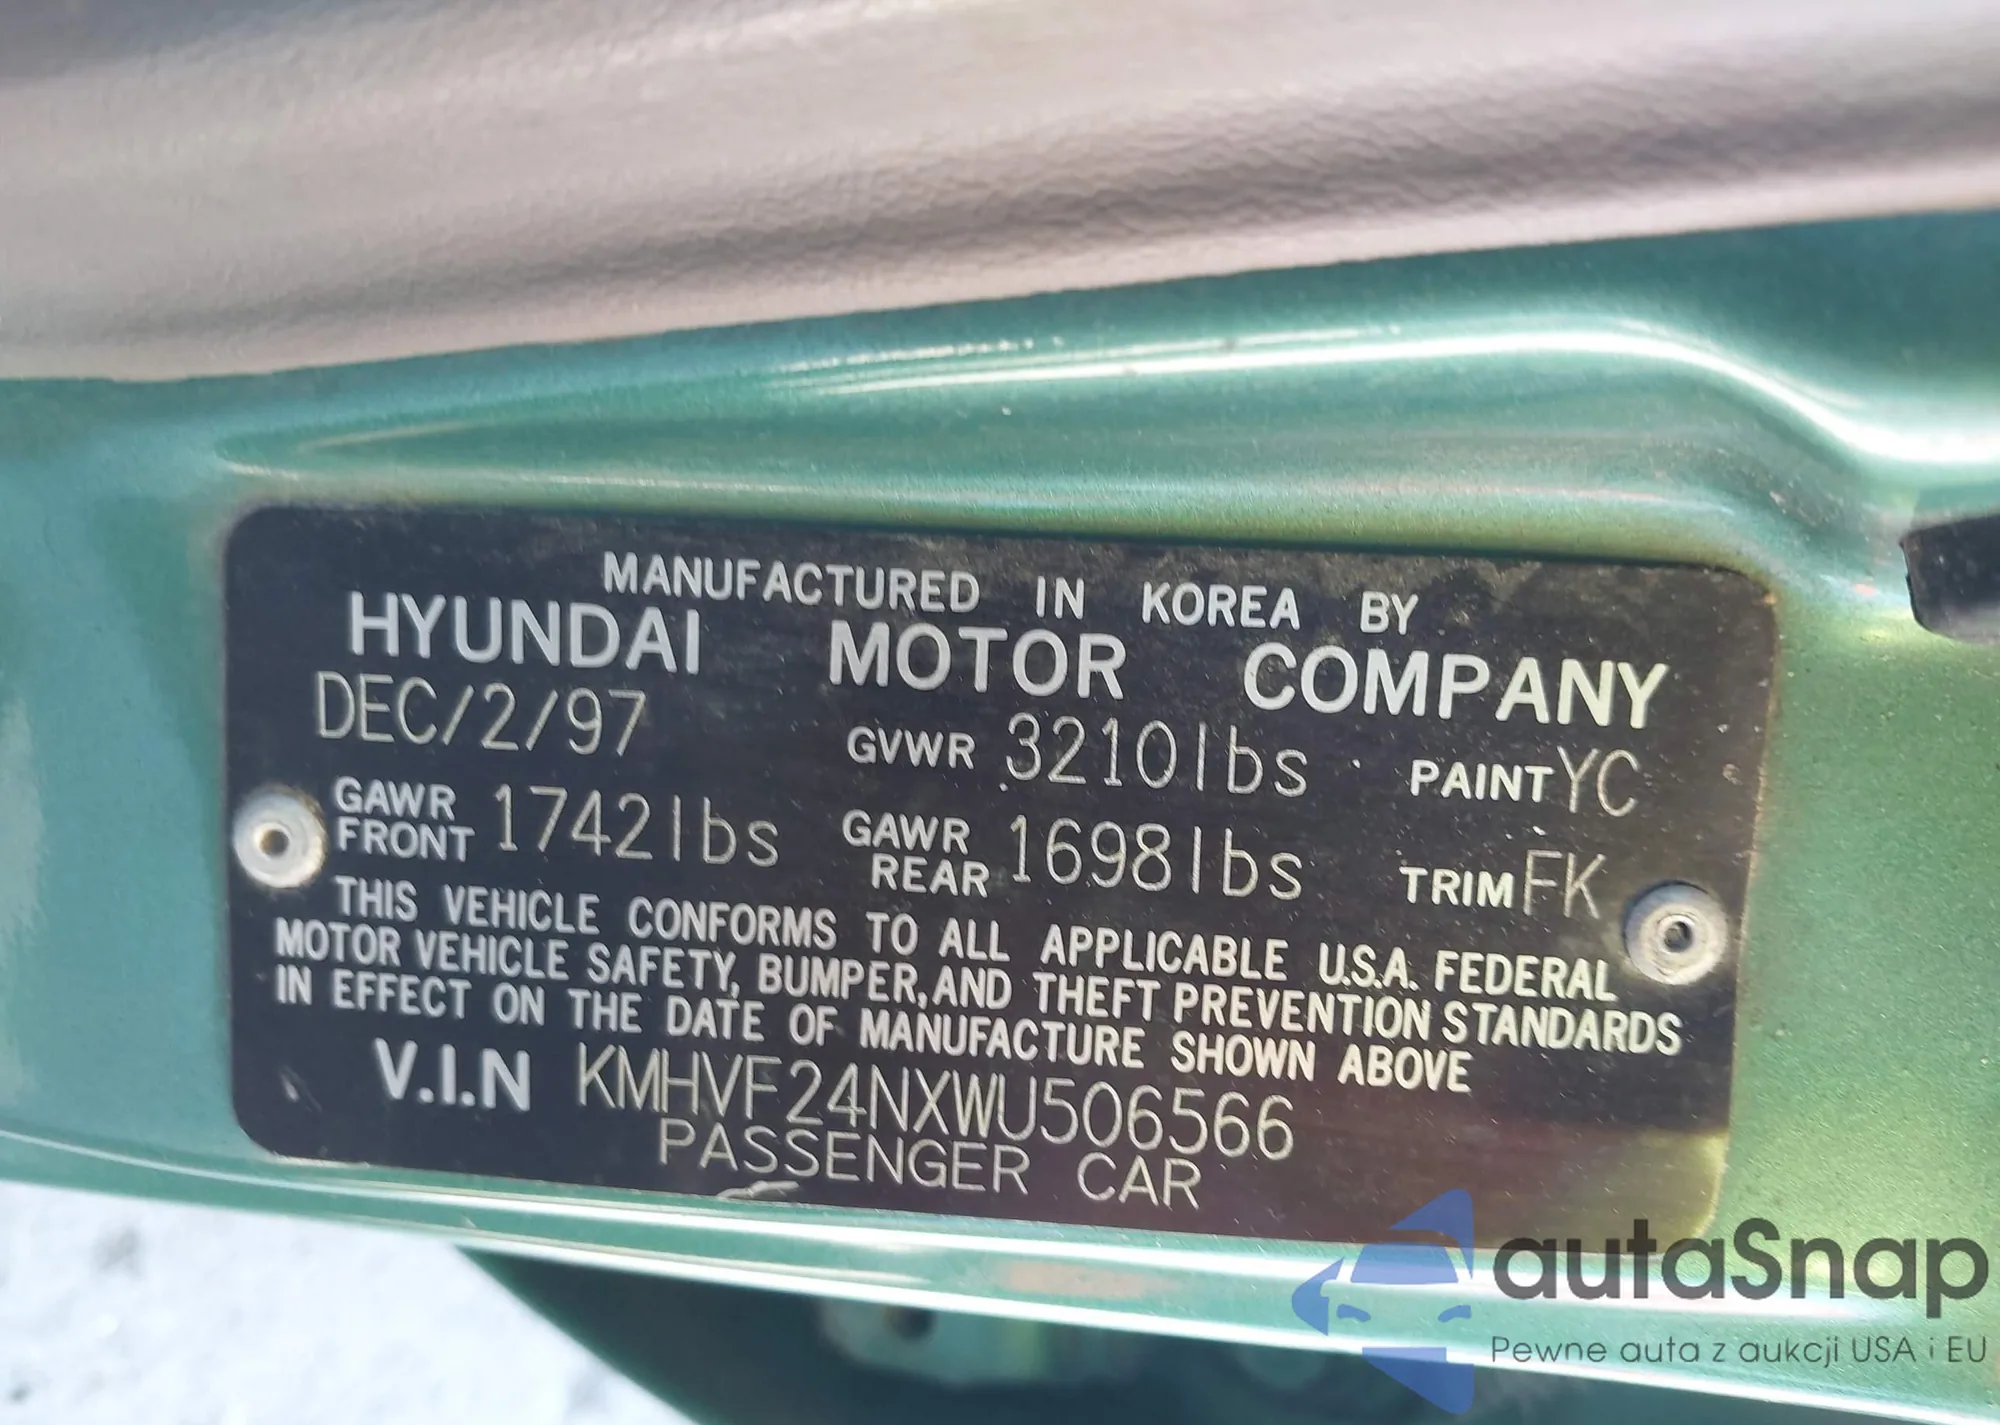 MANUFACTURED IN KOREA BY
HYUNDAI MOTOR COMPANY
DEC/2/97 GVWR 3210lbs PAINT YC
GAWR FRONT 1742lbs GAWR REAR 1698lbs TRIM FK
THIS VEHICLE CONFORMS TO ALL APPLICABLE U.S.A. FEDERAL
MOTOR VEHICLE SAFETY, BUMPER, AND THEFT PREVENTION STANDARDS
IN EFFECT ON THE DATE OF MANUFACTURE SHOWN ABOVE
V.I.N KMHVF24NXWU506566
PASSENGER CAR
autaSnap
Pewne auta z aukcji USA i EU